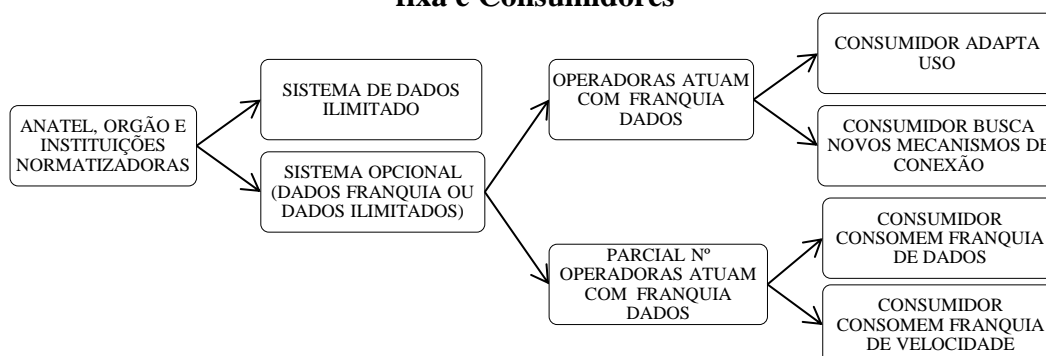 fixa e Consumidores
ANATEL, ORGÃO E
INSTITUIÇÕES
NORMATIZADORAS
SISTEMA DE DADOS
ILIMITADO
SISTEMA OPCIONAL
(DADOS FRANQUIA OU
DADOS ILIMITADOS)
OPERADORAS ATUAM
COM FRANQUIA
DADOS
PARCIAL Nº
OPERADORAS ATUAM
COM FRANQUIA
DADOS
CONSUMIDOR ADAPTA
USO
CONSUMIDOR BUSCA
NOVOS MECANISMOS DE
CONEXÃO
CONSUMIDOR
CONSOMEM FRANQUIA
DE DADOS
CONSUMIDOR
CONSOMEM FRANQUIA
DE VELOCIDADE